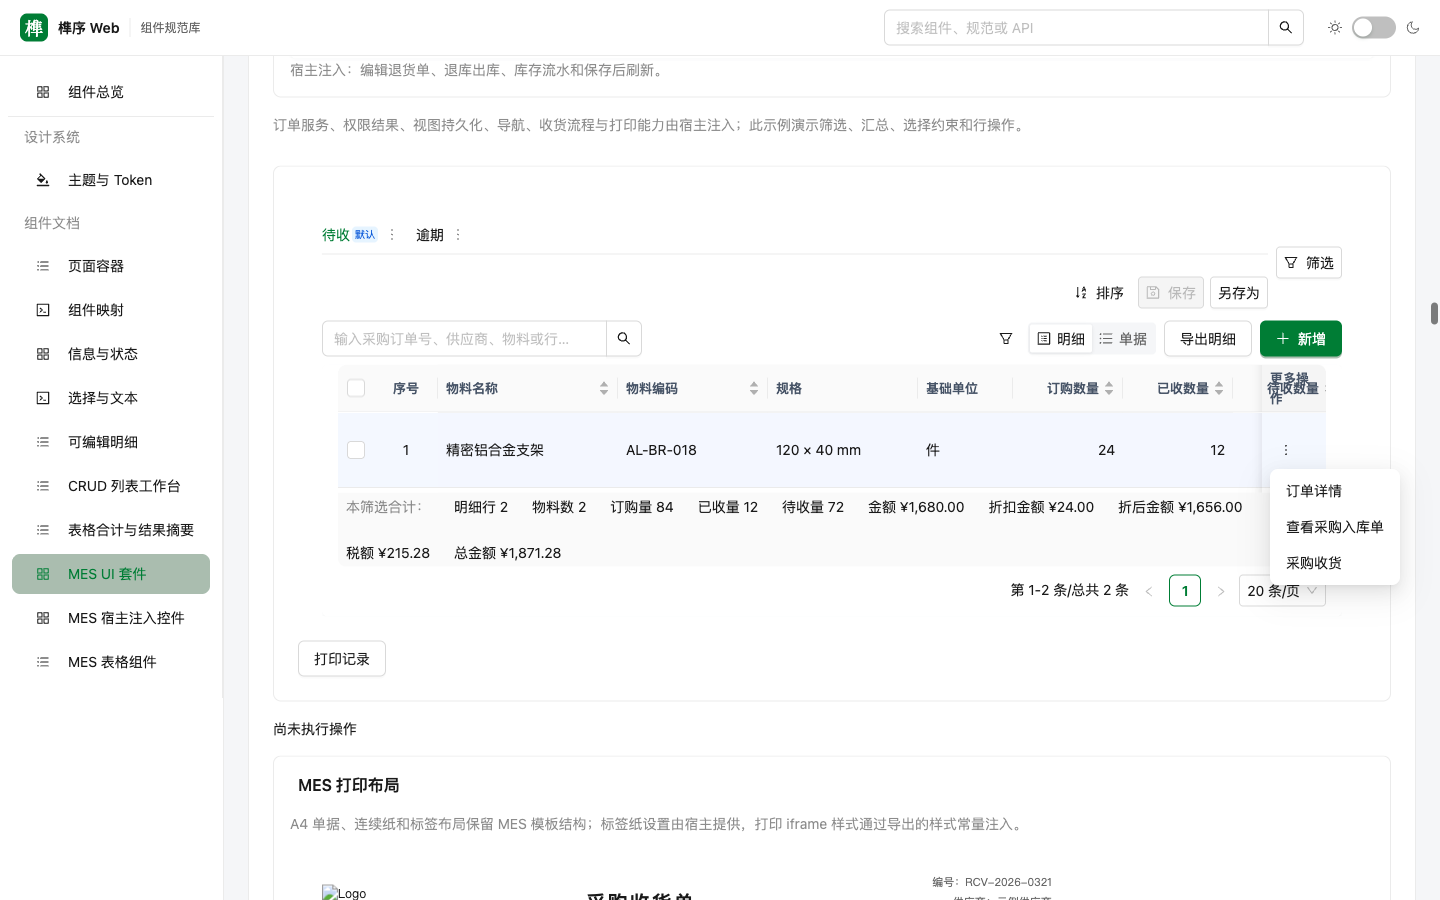 榫 榫序 Web 组件规范库 搜索组件、规范或 API
组件总览
设计系统
主题与 Token
组件文档
页面容器
组件映射
信息与状态
选择与文本
可编辑明细
CRUD 列表工作台
表格合计与结果摘要
MES UI 套件
MES 宿主注入控件
MES 表格组件
宿主注入：编辑退货单、退库出库、库存流水和保存后刷新。
订单服务、权限结果、视图持久化、导航、收货流程与打印能力由宿主注入；此示例演示筛选、汇总、选择约束和行操作。
待收 默认 逾期
筛选
排序 保存 另存为
输入采购订单号、供应商、物料或行... 明细 单据 导出明细 新增
序号 物料名称 物料编码 规格 基础单位 订购数量 已收数量 待收数量 更多操作
1 精密铝合金支架 AL-BR-018 120 × 40 mm 件 24 12
订单详情
查看采购入库单
采购收货
本筛选合计： 明细行 2 物料数 2 订购量 84 已收量 12 待收量 72 金额 ¥1,680.00 折扣金额 ¥24.00 折后金额 ¥1,656.00
税额 ¥215.28 总金额 ¥1,871.28
第 1-2 条/总共 2 条 1 20 条/页
打印记录
尚未执行操作
MES 打印布局
A4 单据、连续纸和标签布局保留 MES 模板结构；标签纸设置由宿主提供，打印 iframe 样式通过导出的样式常量注入。
Logo 采购收货单 编号：RCV-2026-0321
供应商：示例供应商